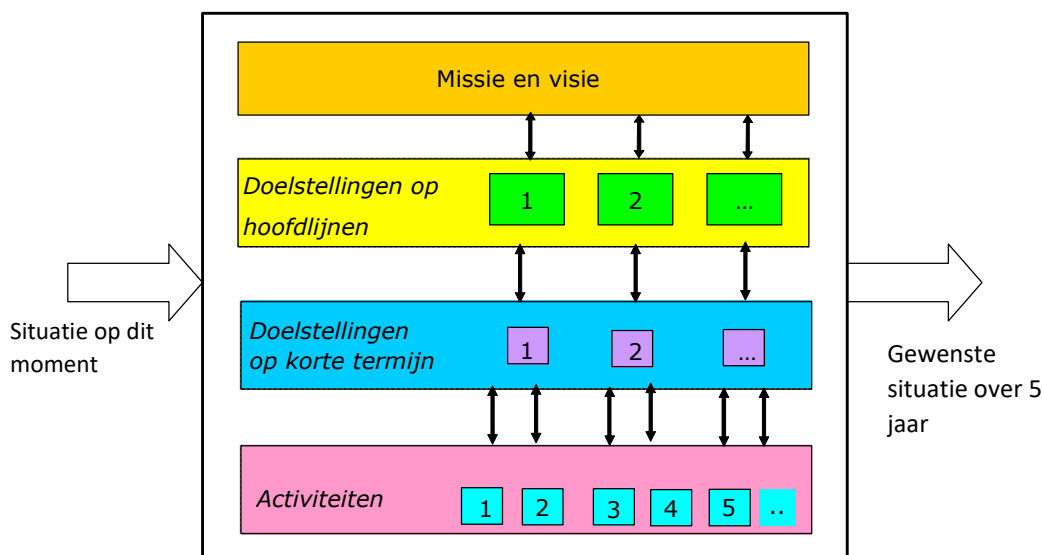 Missie en visie
Doelstellingen op
hoofdlijnen
1 2 ...
Situatie op dit
moment
Doelstellingen
op korte termijn
1 2 ...
Gewenste
situatie over 5
jaar
Activiteiten
1 2 3 4 5 ..